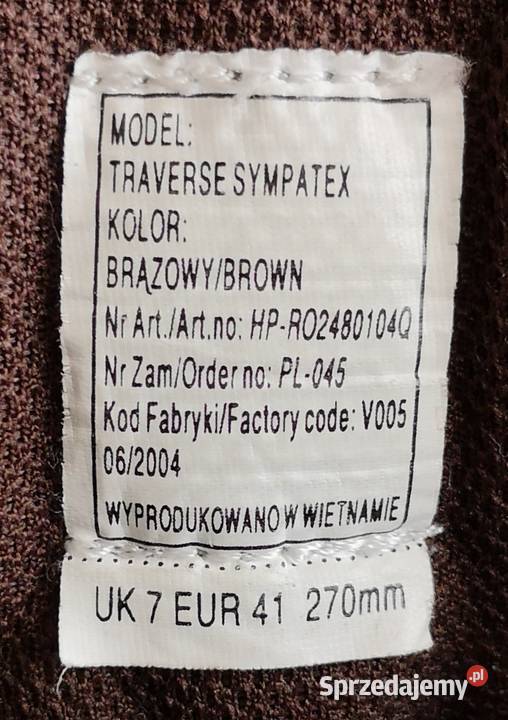 MODEL:
TRAVERSE SYMPATEX
KOLOR:
BRĄZOWY/BROWN
Nr Art./Art.no: HP-RO2480104Q
Nr Zam/Order no: PL-045
Kod Fabryki/Factory code: V005
06/2004
WYPRODUKOWANO W WIETNAMIE
UK 7 EUR 41 270mm
Sprzedajemy.pl